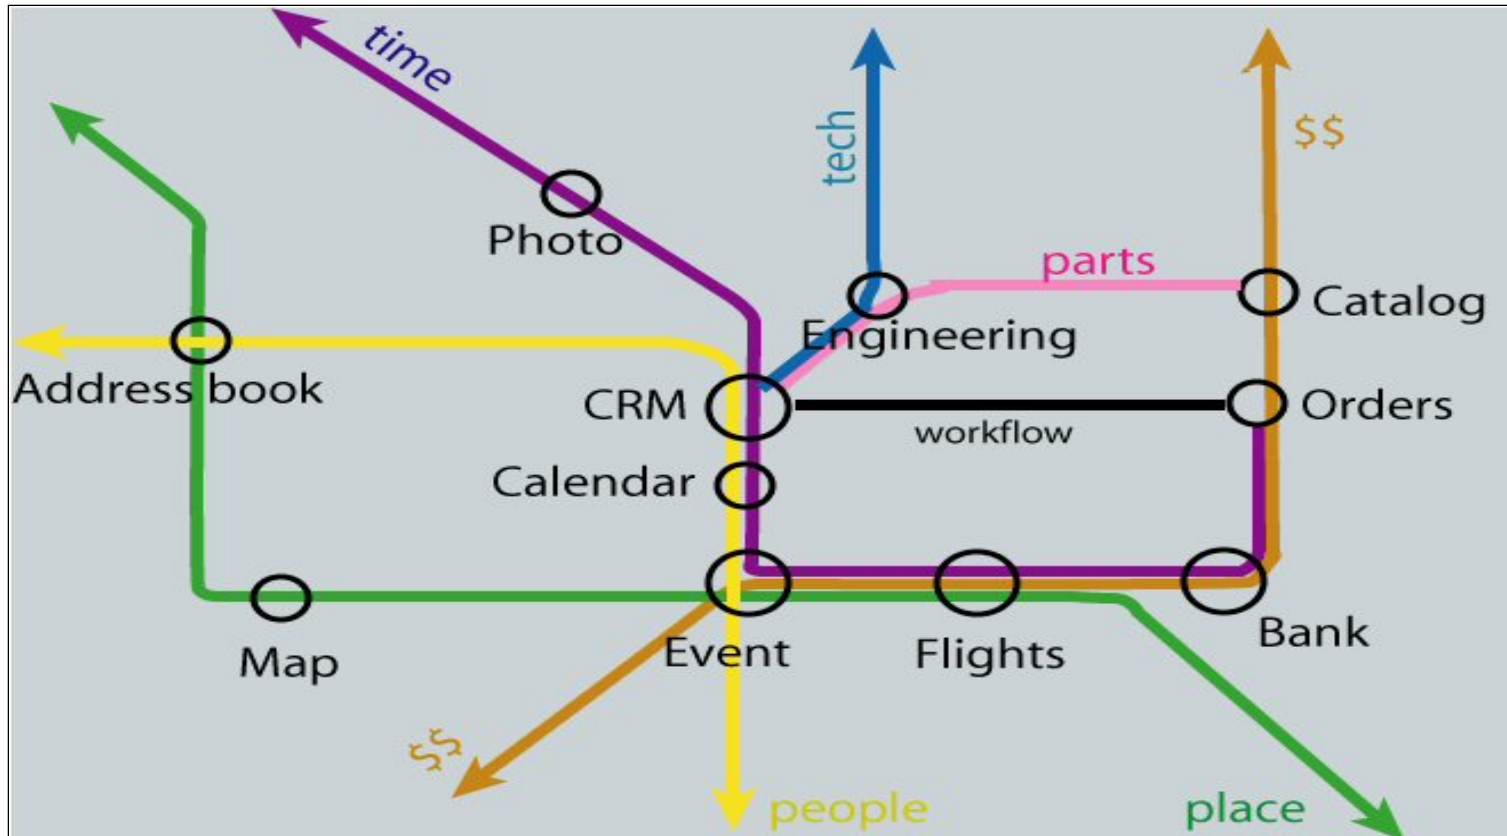 time
tech
$$
Photo
parts
Catalog
Engineering
Address book
CRM
Orders
workflow
Calendar
Map
Event
Flights
Bank
$$
people
place